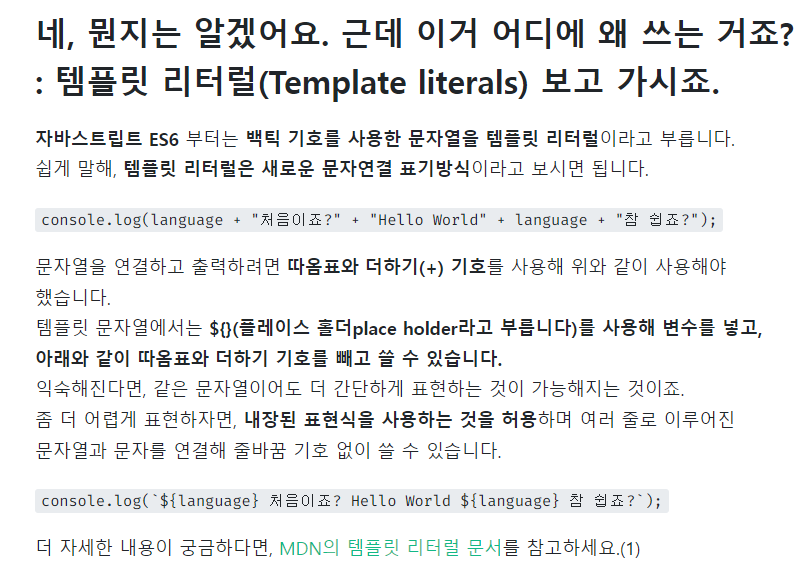 네, 뭔지는 알겠어요. 근데 이거 어디에 왜 쓰는 거죠?
: 템플릿 리터럴(Template literals) 보고 가시죠.
자바스트립트 ES6 부터는 백틱 기호를 사용한 문자열을 템플릿 리터럴이라고 부릅니다.
쉽게 말해, 템플릿 리터럴은 새로운 문자연결 표기방식이라고 보시면 됩니다.
console.log(language + "처음이죠?" + "Hello World" + language + "참 쉽죠?");
문자열을 연결하고 출력하려면 따옴표와 더하기(+) 기호를 사용해 위와 같이 사용해야
했습니다.
템플릿 문자열에서는 ${}(플레이스 홀더place holder라고 부릅니다)를 사용해 변수를 넣고,
아래와 같이 따옴표와 더하기 기호를 빼고 쓸 수 있습니다.
익숙해진다면, 같은 문자열이어도 더 간단하게 표현하는 것이 가능해지는 것이죠.
좀 더 어렵게 표현하자면, 내장된 표현식을 사용하는 것을 허용하며 여러 줄로 이루어진
문자열과 문자를 연결해 줄바꿈 기호 없이 쓸 수 있습니다.
console.log(`${language} 처음이죠? Hello World ${language} 참 쉽죠?`);
더 자세한 내용이 궁금하다면, MDN의 템플릿 리터럴 문서를 참고하세요.(1)